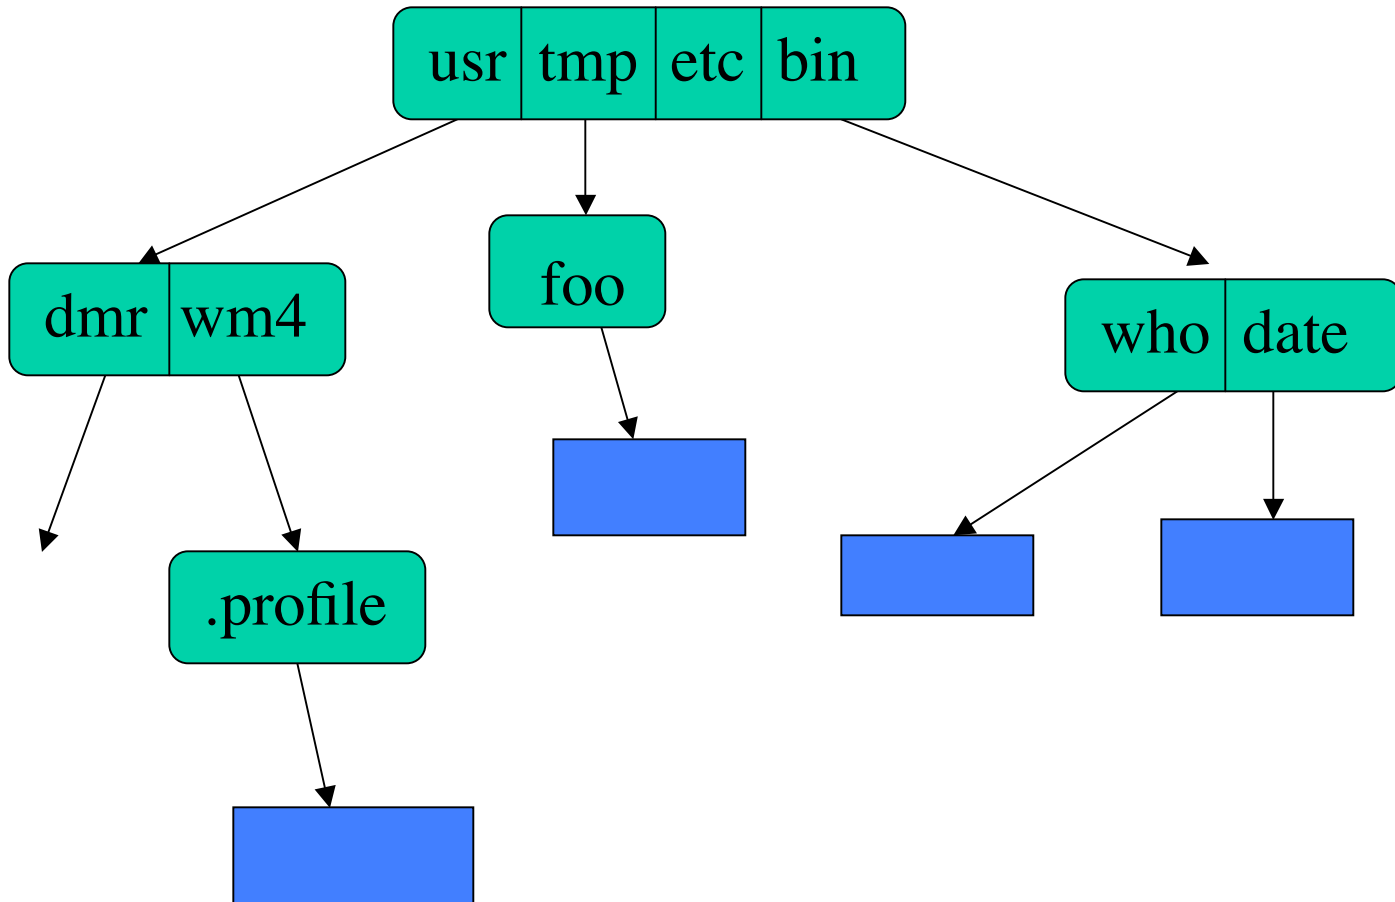 usr tmp etc bin
foo
dmr wm4
who date
.profile